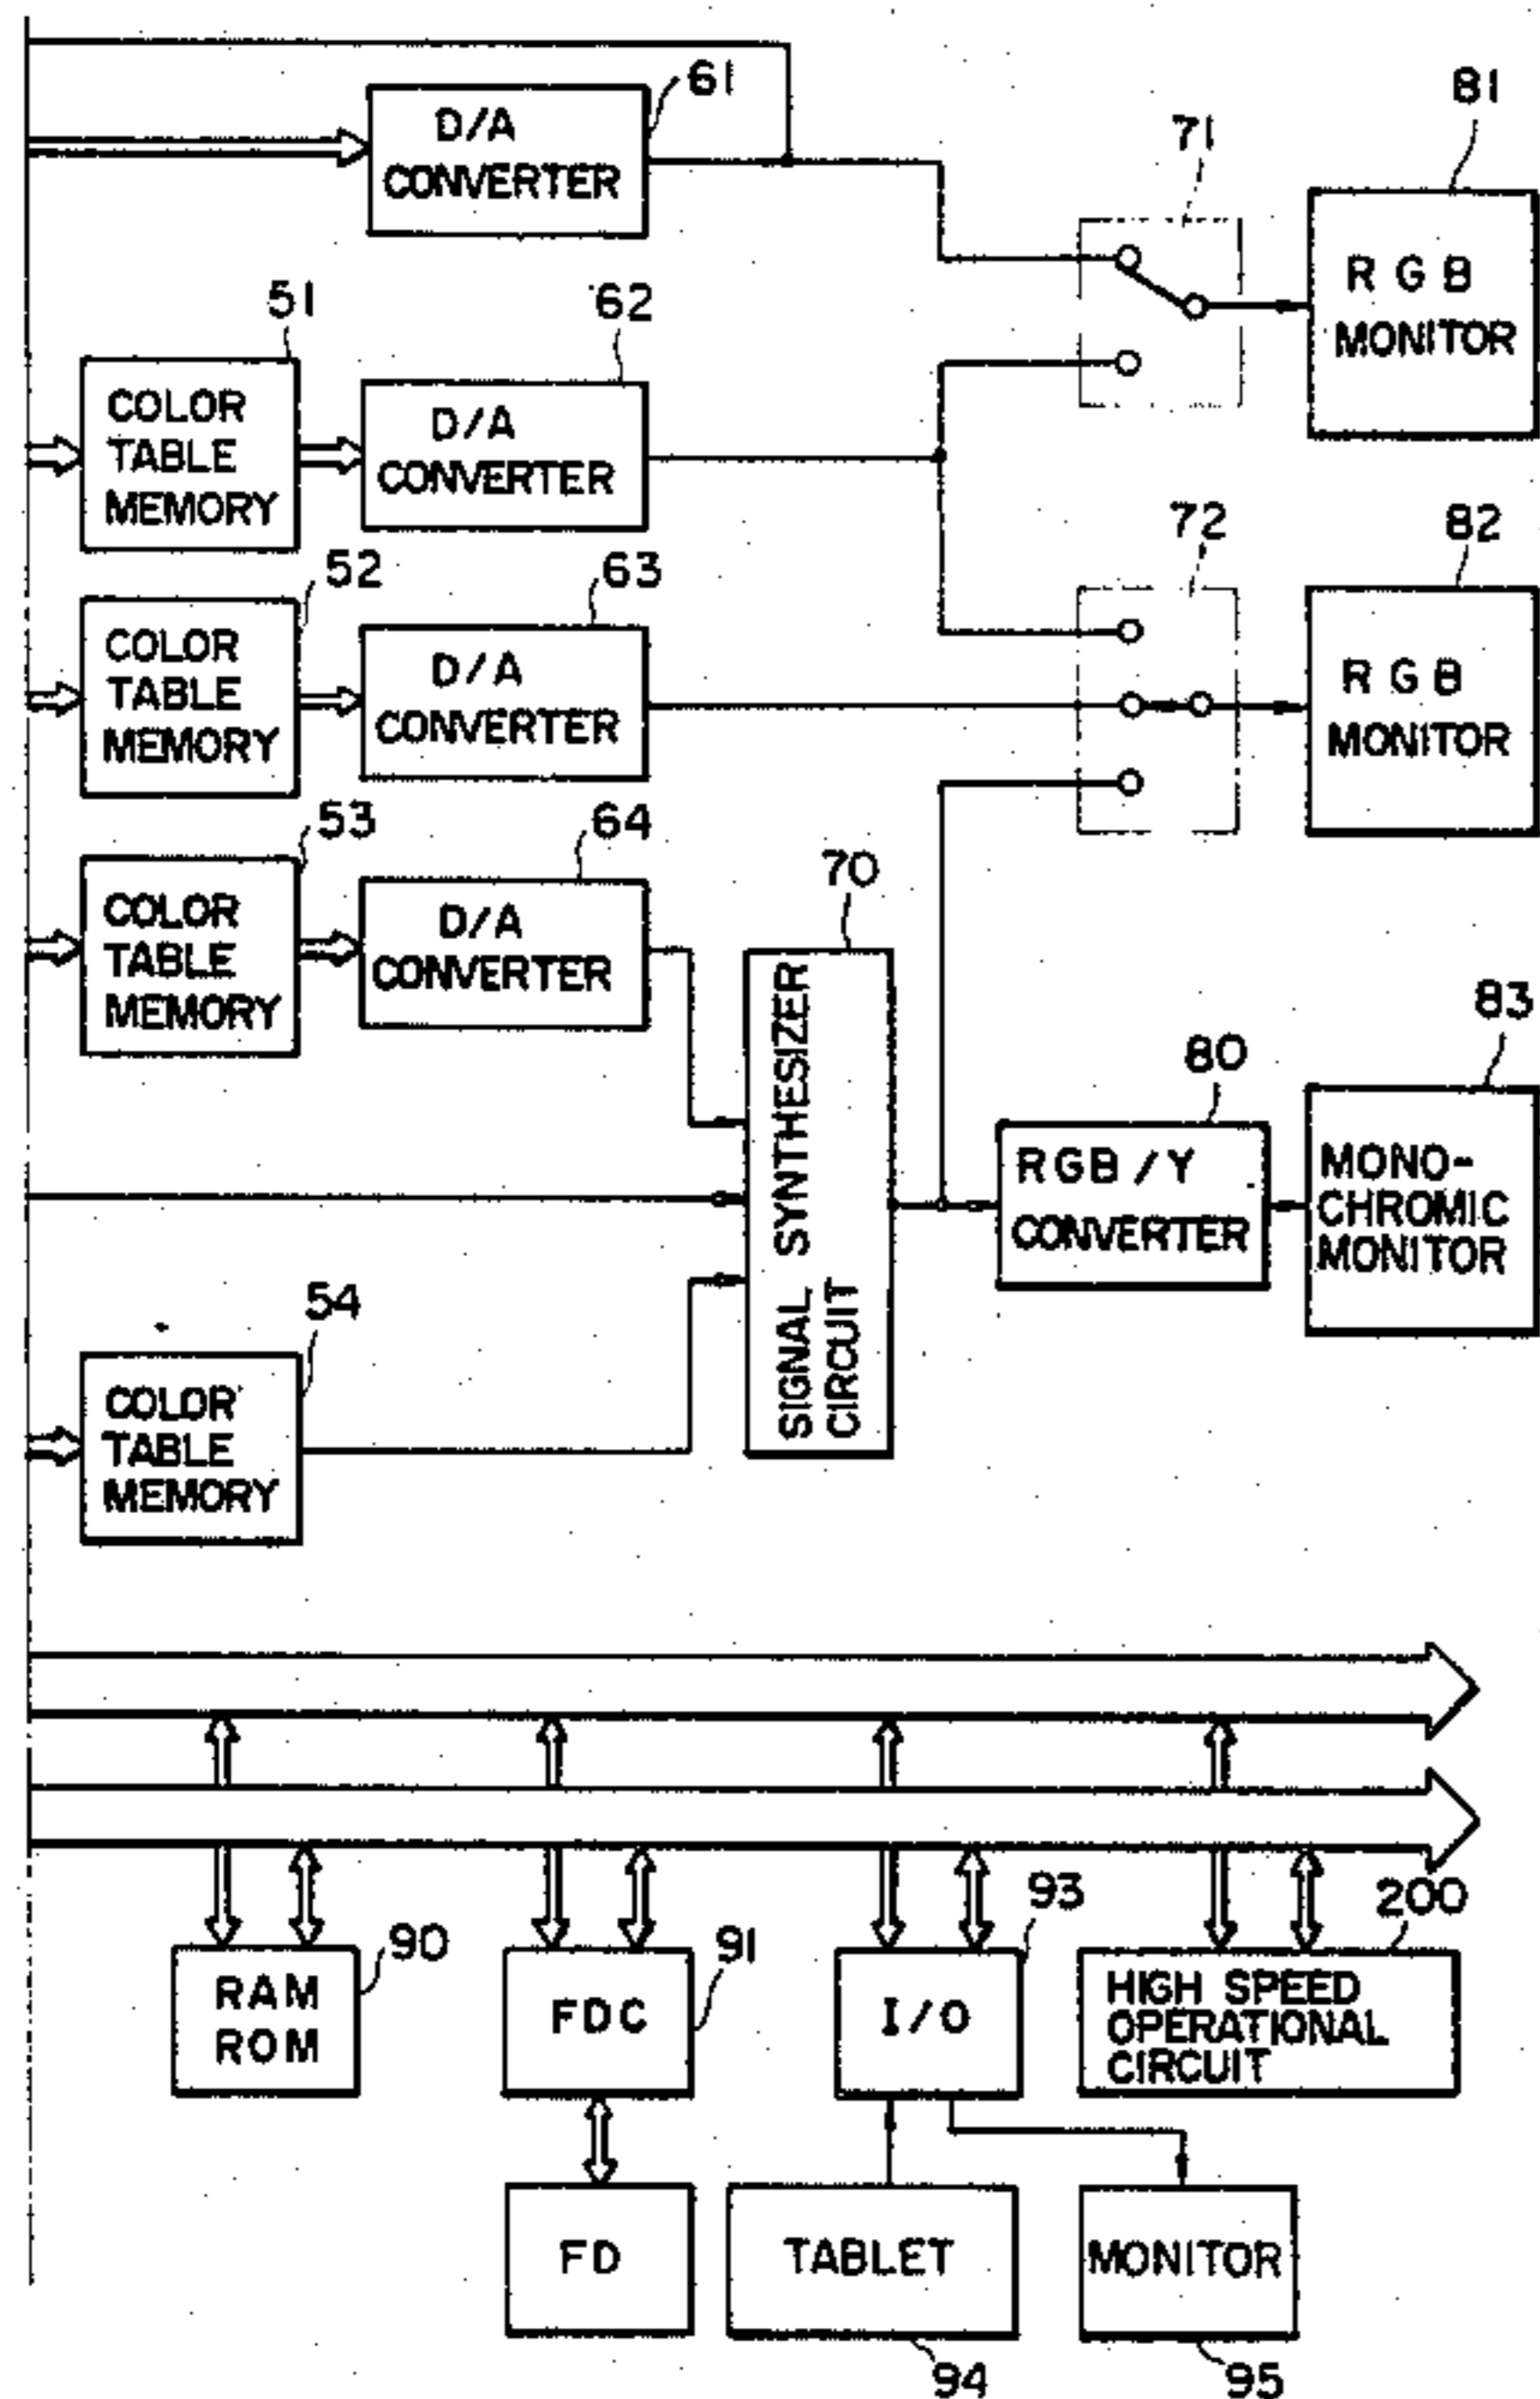 61
D/A
CONVERTER
71
81
RGB
MONITOR
51
COLOR
TABLE
MEMORY
62
D/A
CONVERTER
52
COLOR
TABLE
MEMORY
63
D/A
CONVERTER
72
82
RGB
MONITOR
53
COLOR
TABLE
MEMORY
64
D/A
CONVERTER
70
SIGNAL SYNTHESIZER
CIRCUIT
80
RGB/Y
CONVERTER
83
MONO-
CHROMIC
MONITOR
54
COLOR
TABLE
MEMORY
90
RAM
ROM
91
FDC
93
I/O
200
HIGH SPEED
OPERATIONAL
CIRCUIT
FD
TABLET
94
MONITOR
95